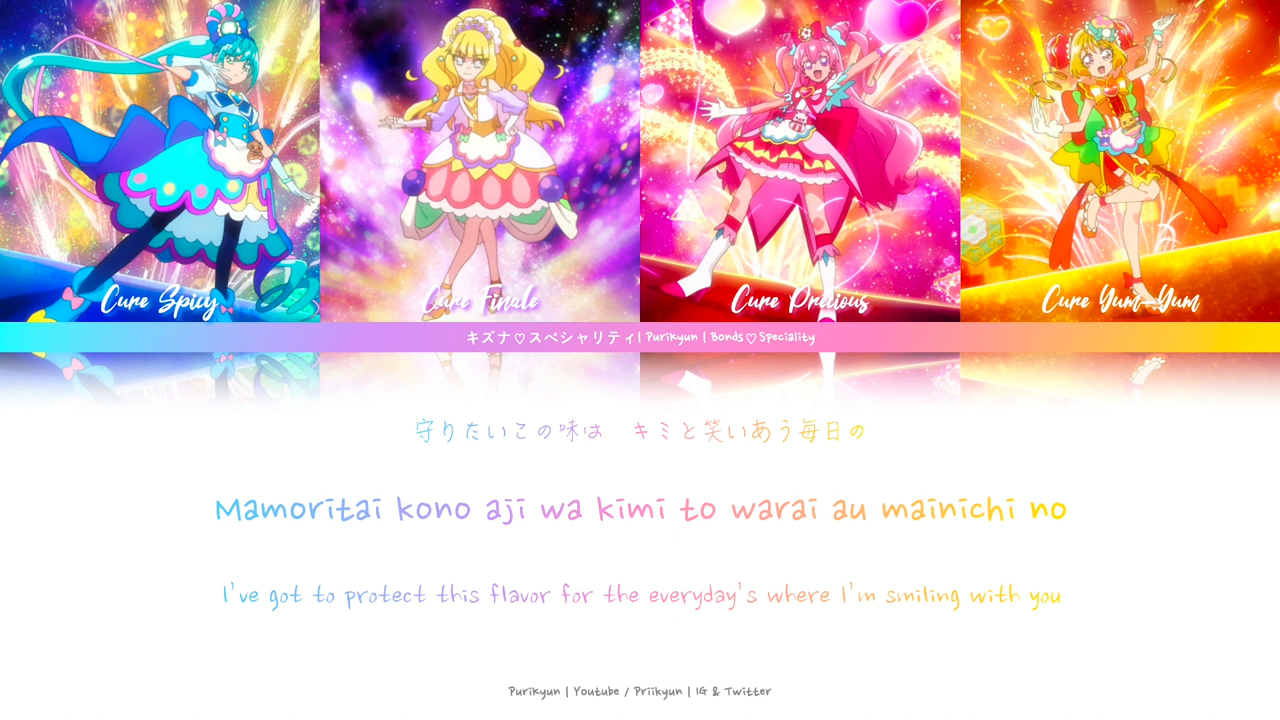 Cure Spicy
Cure Finale
Cure Precious
Cure Yum-Yum
キズナ♡スペシャリティ| Purikyun | Bonds♡Speciality
守りたいこの味は　キミと笑いあう毎日の
Mamoritai kono aji wa kimi to warai au mainichi no
I've got to protect this flavor for the everyday's where I'm smiling with you
Purikyun | Youtube / Priikyun | IG & Twitter